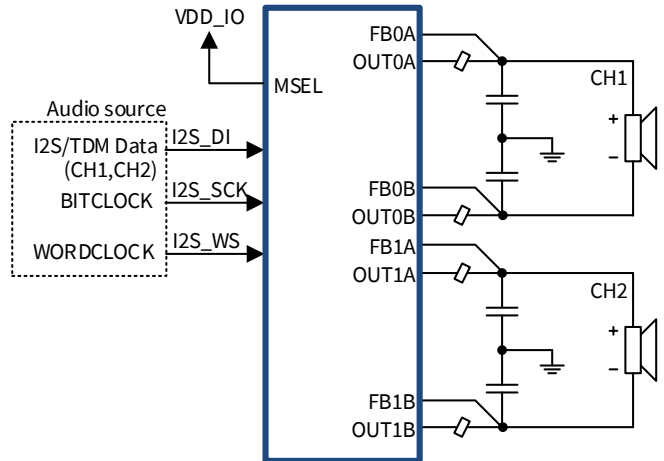 VDD_IO
MSEL
Audio source
I2S/TDM Data
(CH1,CH2)
I2S_DI
BITCLOCK
I2S_SCK
WORDCLOCK
I2S_WS
FB0A
OUT0A
CH1
+
–
FB0B
OUT0B
FB1A
OUT1A
CH2
+
–
FB1B
OUT1B